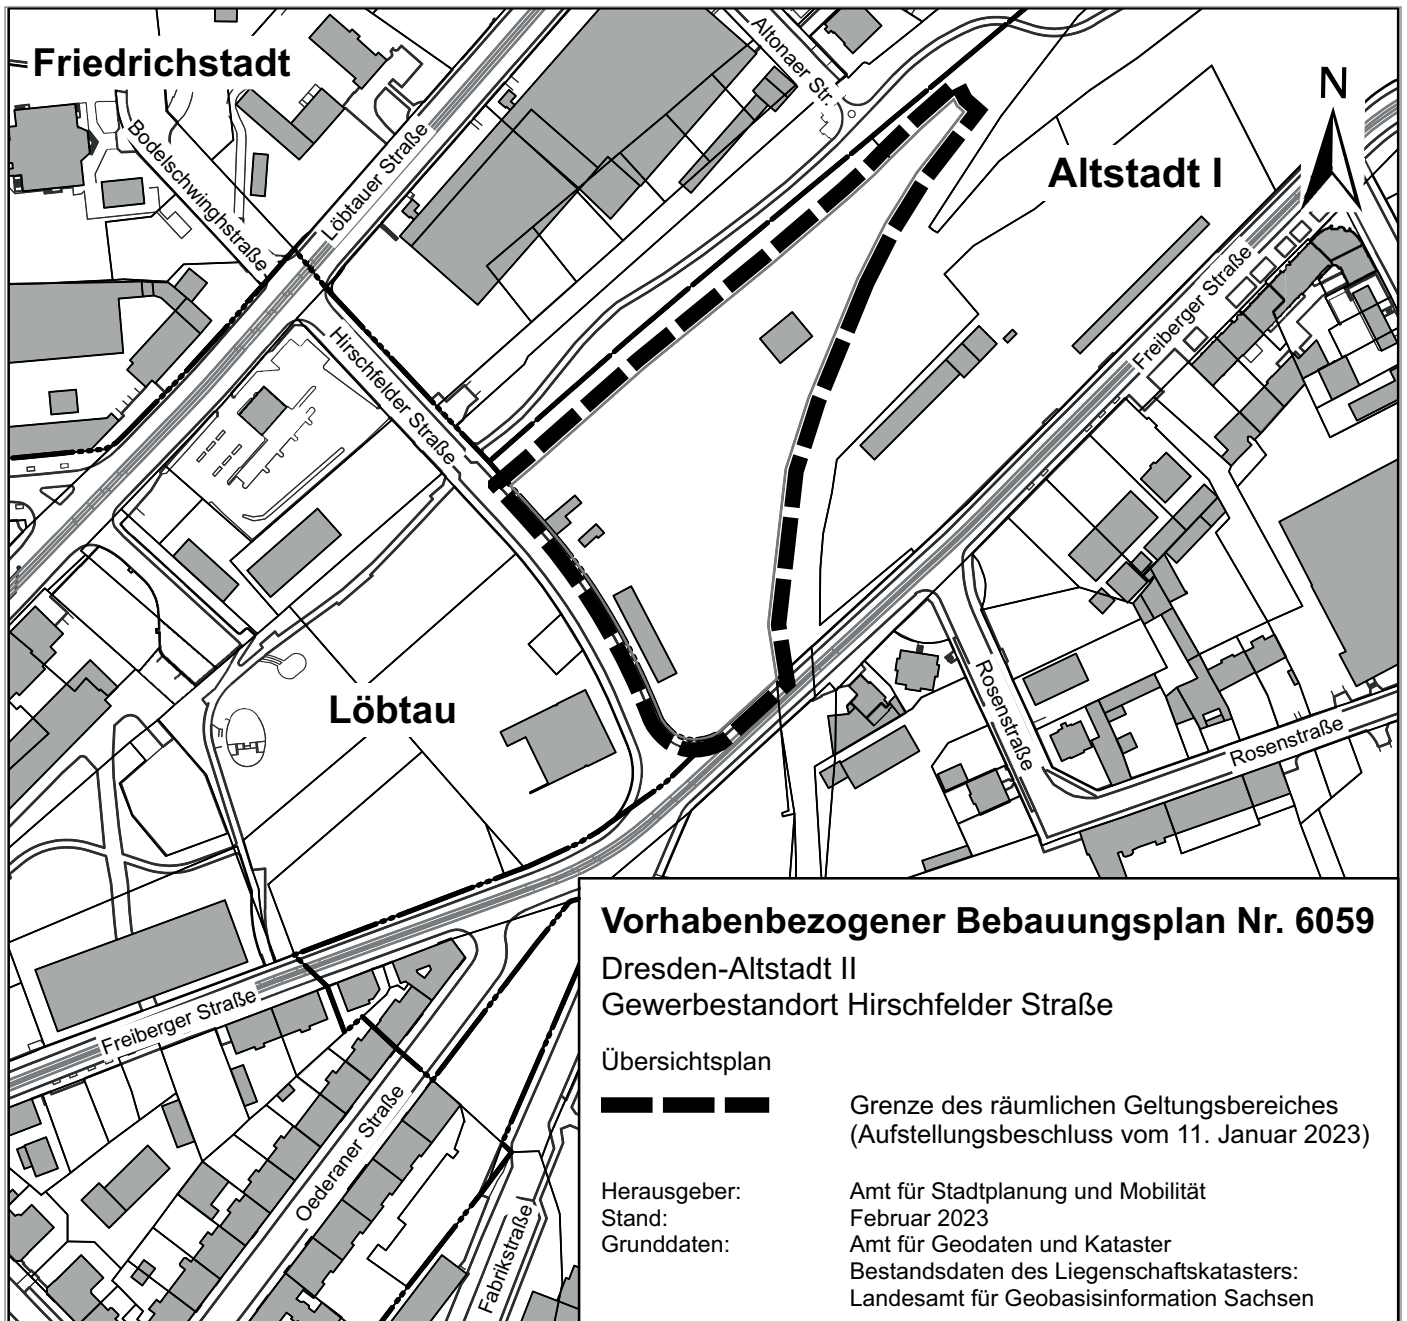 Friedrichstadt
Altonaer Str.
N
Bodelschwinghstraße
Löbtauer Straße
Altstadt I
Freiberger Straße
Hirschfelder Straße
Löbtau
Rosenstraße
Rosenstraße
Freiberger Straße
Oederaner Straße
Fabrikstraße
Vorhabenbezogener Bebauungsplan Nr. 6059
Dresden-Altstadt II
Gewerbestandort Hirschfelder Straße
Übersichtsplan
Grenze des räumlichen Geltungsbereiches
(Aufstellungsbeschluss vom 11. Januar 2023)
Herausgeber: Amt für Stadtplanung und Mobilität
Stand: Februar 2023
Grunddaten: Amt für Geodaten und Kataster
Bestandsdaten des Liegenschaftskatasters:
Landesamt für Geobasisinformation Sachsen